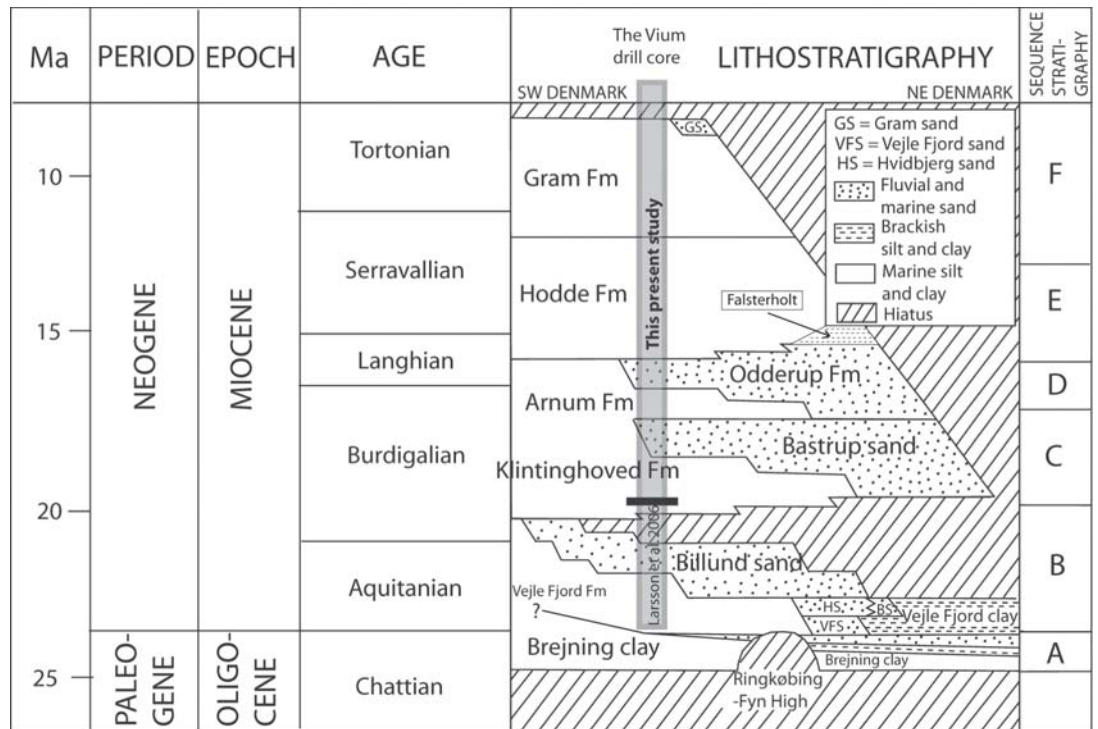 Ma
PERIOD
EPOCH
AGE
The Vium
drill core
LITHOSTRATIGRAPHY
SEQUENCE
STRATI-
GRAPHY
SW DENMARK
NE DENMARK
10
15
20
25
NEOGENE
PALEO-
GENE
MIOCENE
OLIGO-
CENE
Tortonian
Serravallian
Langhian
Burdigalian
Aquitanian
Chattian
GS
GS = Gram sand
VFS = Vejle Fjord sand
HS = Hvidbjerg sand
Fluvial and
marine sand
Brackish
silt and clay
Marine silt
and clay
Hiatus
Gram Fm
This present study
Hodde Fm
Falsterholt
Odderup Fm
Arnum Fm
Bastrup sand
Klintinghoved Fm
Larsson et al. 2006
Billund sand
Vejle Fjord Fm
?
HS
BS
Vejle Fjord clay
VFS
Brejning clay
Brejning clay
Ringkøbing
-Fyn High
F
E
D
C
B
A